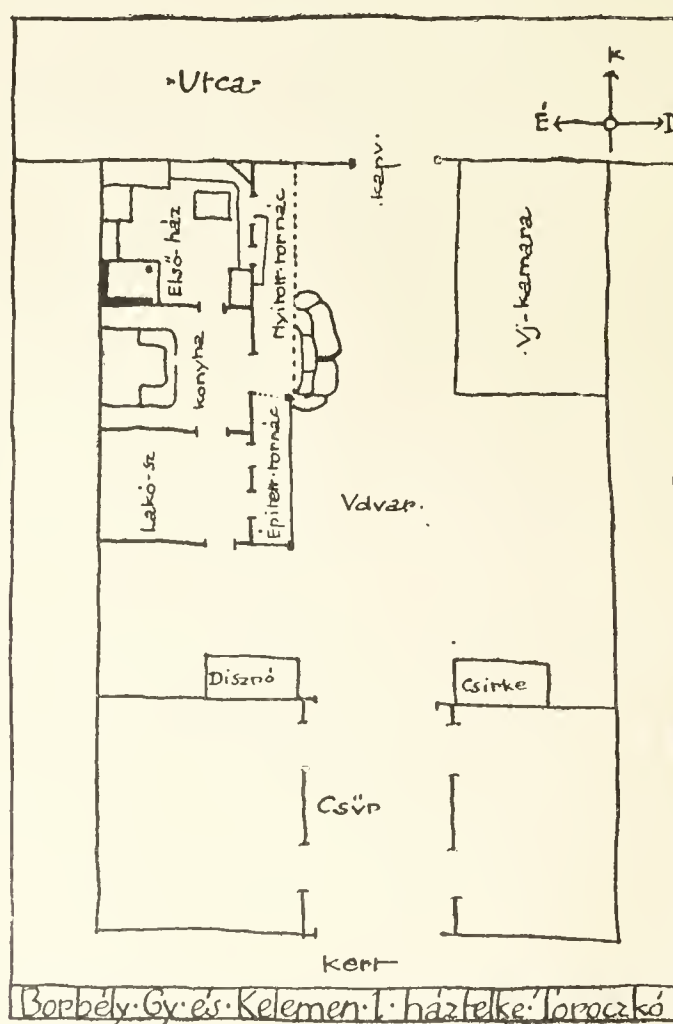 ·Utca·
K
É
D
·kapu·
Első-ház
Nyitott·tornác
Uj-kamara
konyha
Lakó-sz
Épitett·tornác
Udvar.
Disznó
Csirke
Csűr
kert
Borbély·Gy·és·Kelemen·I·háztelke·Toroczkó